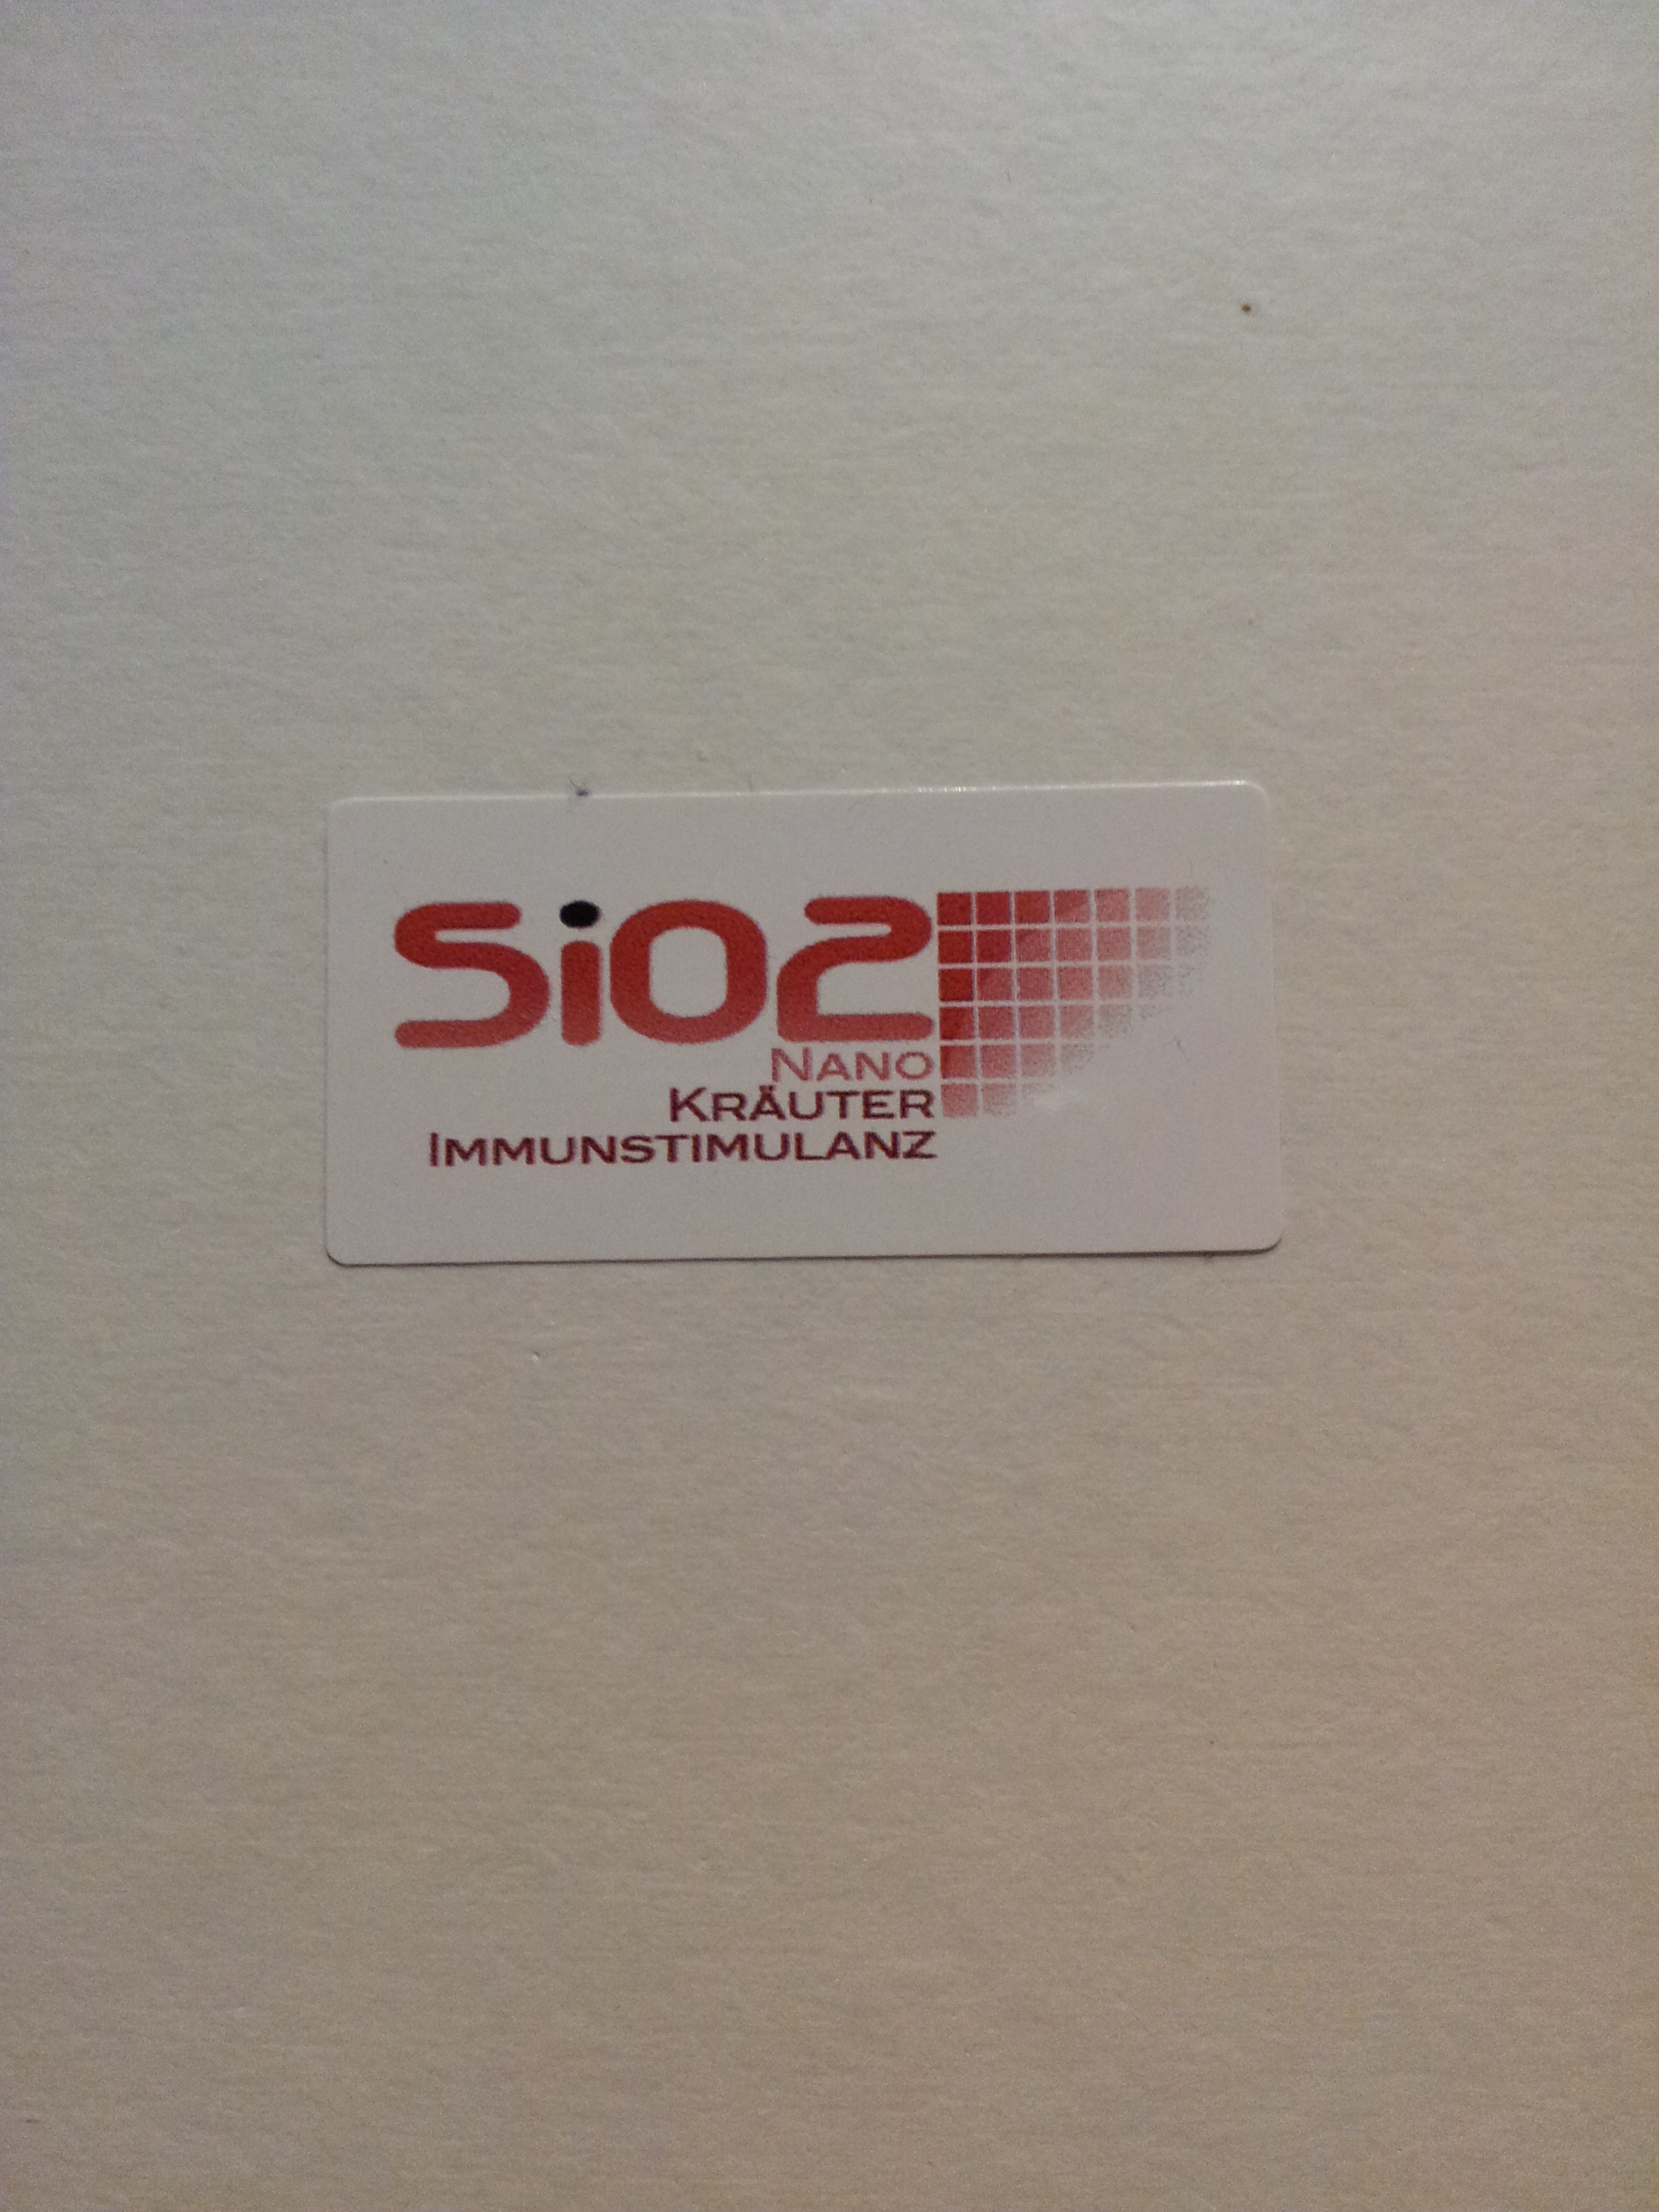 SiO2
NANO
KRÄUTER
IMMUNSTIMULANZ